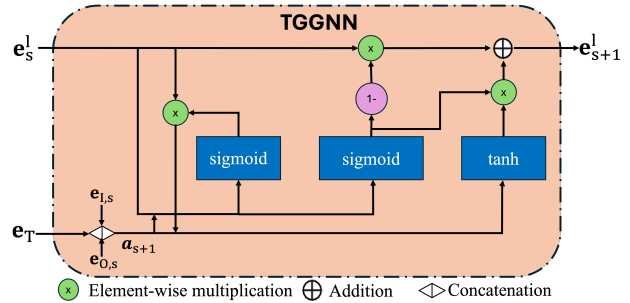 TGGNN
e_s^l
x
e_{s+1}^l
1-
x
x
sigmoid
sigmoid
tanh
e_{I,s}
e_T
a_{s+1}
e_{O,s}
x Element-wise multiplication
Addition
Concatenation